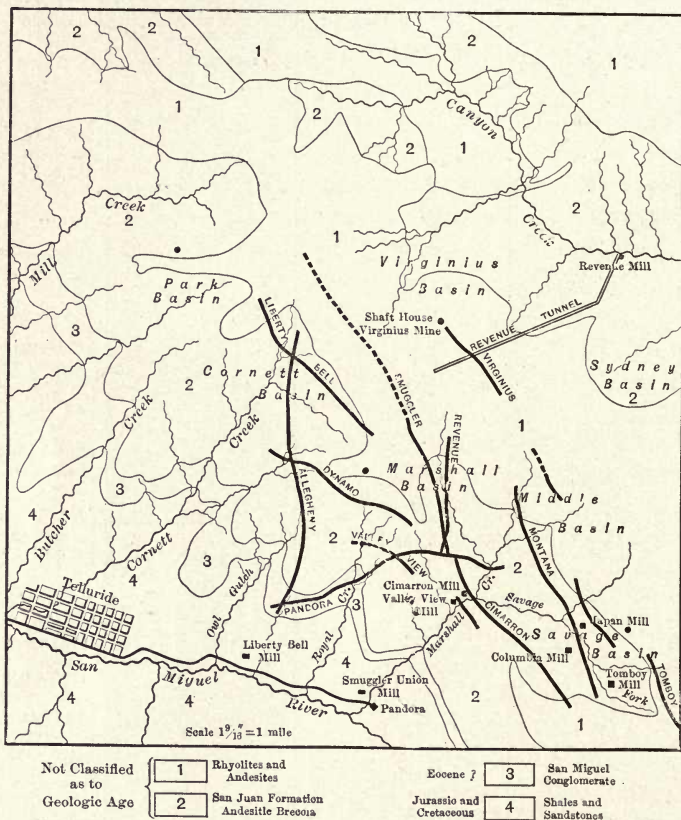 2
2
2
1
1
Canyon
2
2
1
1
Creek
2
2
Creek
1
Mill
Virginius
Basin
Revenue Mill
Park
Basin
Shaft House
Virginius Mine
REVENUE TUNNEL
3
LIBERTY BELL
VIRGINIUS
Sydney
Basin
2
2
Cornett
Basin
SMUGGLER
REVENUE
1
Creek
Creek
Marshall
Basin
DYNAMO
ALLEGHENY
3
Middle
Basin
4
MONTANA
Butcher
Cornett
4
3
2
VALLEY VIEW
2
Telluride
Owl Gulch
PANDORA
Cr.
3
Cimarron Mill
Valley View
Mill
Marshall Cr.
CIMARRON
Savage
Japan Mill
Savage
Basin
Columbia Mill
Tomboy
Mill
Fork
TOMBOY
Liberty Bell
Mill
Royal
4
San Miguel River
4
4
Smuggler Union
Mill
Pandora
2
1
Scale 1 9/16" = 1 mile
Not Classified
as to
Geologic Age
1 Rhyolites and
Andesites
2 San Juan Formation
Andesitic Breccia
Eocene ? 3 San Miguel
Conglomerate
Jurassic and
Cretaceous 4 Shales and
Sandstones